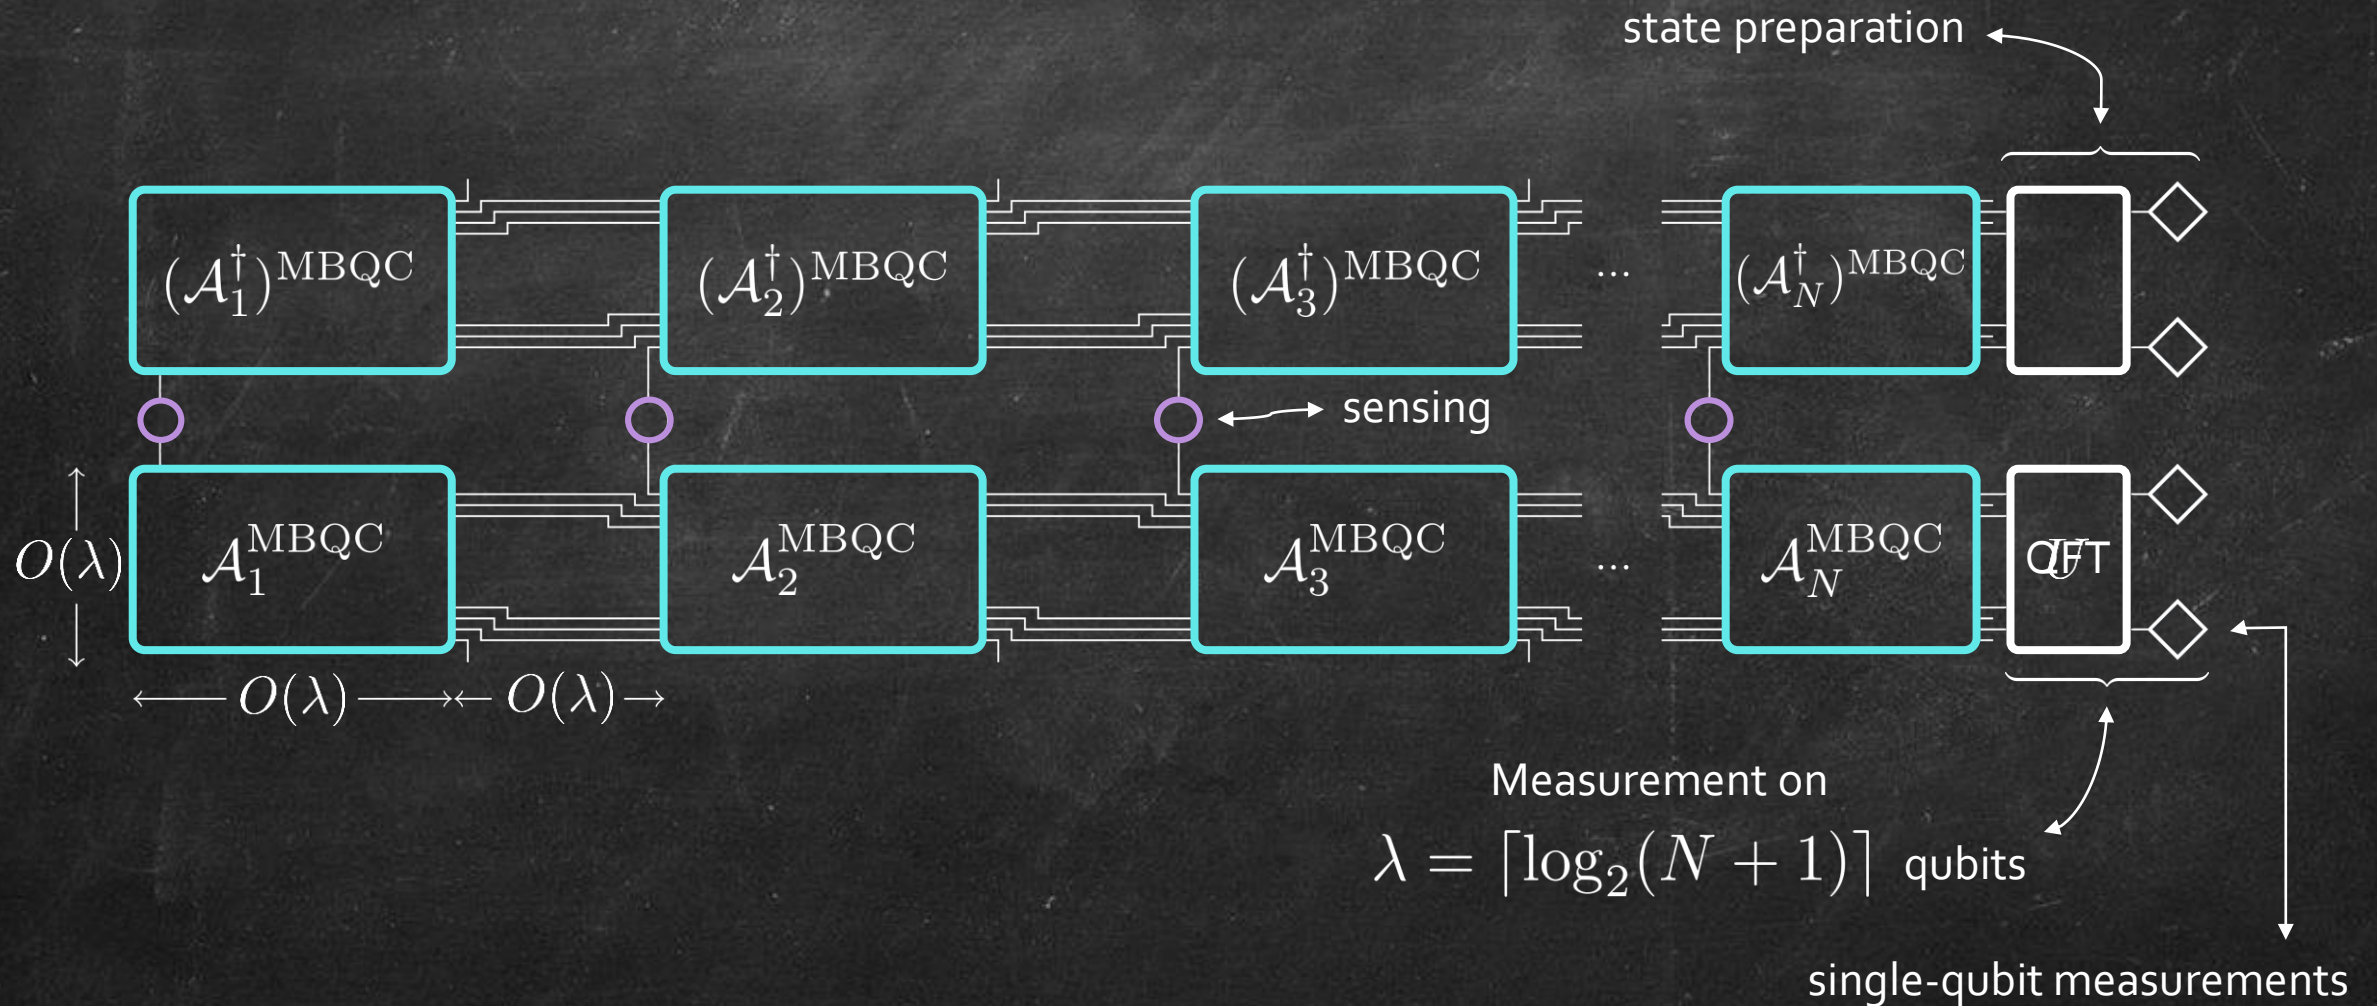 state preparation
(𝒜₁†)^MBQC (𝒜₂†)^MBQC (𝒜₃†)^MBQC ... (𝒜_N†)^MBQC
sensing
O(λ) 𝒜₁^MBQC 𝒜₂^MBQC 𝒜₃^MBQC ... 𝒜_N^MBQC QFT U
O(λ) O(λ)
Measurement on
λ = ⌈log₂(N + 1)⌉ qubits
single-qubit measurements